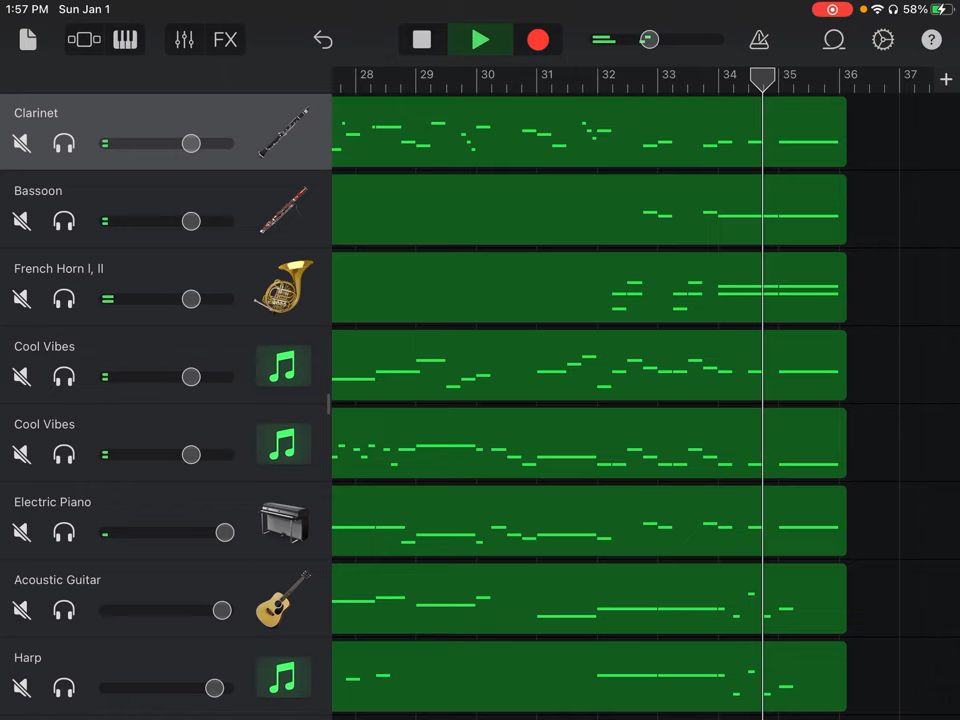 1:57 PM Sun Jan 1
58%
FX
?
28 29 30 31 32 33 34 35 36 37 +
Clarinet
Bassoon
French Horn I, II
Cool Vibes
Cool Vibes
Electric Piano
Acoustic Guitar
Harp